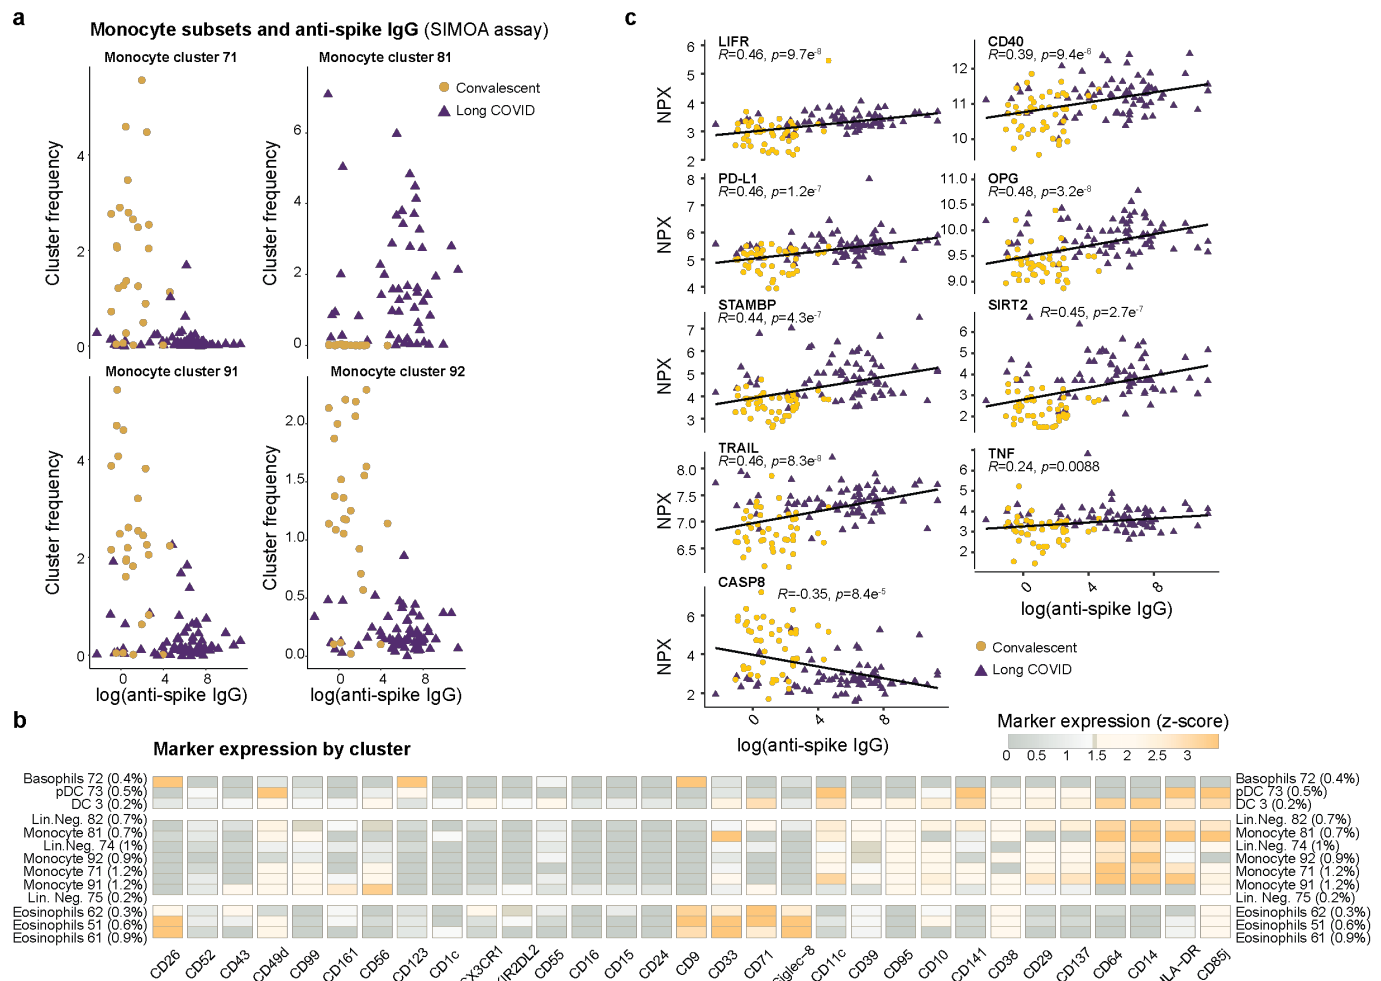 a
Monocyte subsets and anti-spike IgG (SIMOA assay)
Monocyte cluster 71
Monocyte cluster 81
Convalescent
Long COVID
Cluster frequency
4
2
0
Cluster frequency
6
4
2
0
Monocyte cluster 91
Monocyte cluster 92
Cluster frequency
4
2
0
0 4 8
log(anti-spike IgG)
Cluster frequency
2.0
1.5
1.0
0.5
0.0
0 4 8
log(anti-spike IgG)
c
LIFR
R=0.46, p=9.7e-8
NPX
6
5
4
3
2
CD40
R=0.39, p=9.4e-6
12
11
10
PD-L1
R=0.46, p=1.2e-7
NPX
8
7
6
5
4
OPG
R=0.48, p=3.2e-8
11.0
10.5
10.0
9.5
9.0
STAMBP
R=0.44, p=4.3e-7
NPX
7
6
5
4
3
SIRT2
R=0.45, p=2.7e-7
6
5
4
3
2
TRAIL
R=0.46, p=8.3e-8
NPX
8.0
7.5
7.0
6.5
TNF
R=0.24, p=0.0088
6
5
4
3
2
0 4 8
log(anti-spike IgG)
CASP8
R=-0.35, p=8.4e-5
NPX
6
4
2
0 4 8
log(anti-spike IgG)
Convalescent
Long COVID
b
Marker expression by cluster
Marker expression (z-score)
0 0.5 1 1.5 2 2.5 3
Basophils 72 (0.4%) Basophils 72 (0.4%)
pDC 73 (0.5%) pDC 73 (0.5%)
DC 3 (0.2%) DC 3 (0.2%)
Lin.Neg. 82 (0.7%) Lin.Neg. 82 (0.7%)
Monocyte 81 (0.7%) Monocyte 81 (0.7%)
Lin.Neg. 74 (1%) Lin.Neg. 74 (1%)
Monocyte 92 (0.9%) Monocyte 92 (0.9%)
Monocyte 71 (1.2%) Monocyte 71 (1.2%)
Monocyte 91 (1.2%) Monocyte 91 (1.2%)
Lin. Neg. 75 (0.2%) Lin. Neg. 75 (0.2%)
Eosinophils 62 (0.3%) Eosinophils 62 (0.3%)
Eosinophils 51 (0.6%) Eosinophils 51 (0.6%)
Eosinophils 61 (0.9%) Eosinophils 61 (0.9%)
CD26 CD52 CD43 CD49d CD99 CD161 CD56 CD123 CD1c CX3CR1 KIR2DL2 CD55 CD16 CD15 CD24 CD9 CD33 CD71 Siglec-8 CD11c CD39 CD95 CD10 CD141 CD38 CD29 CD137 CD64 CD14 HLA-DR CD85j